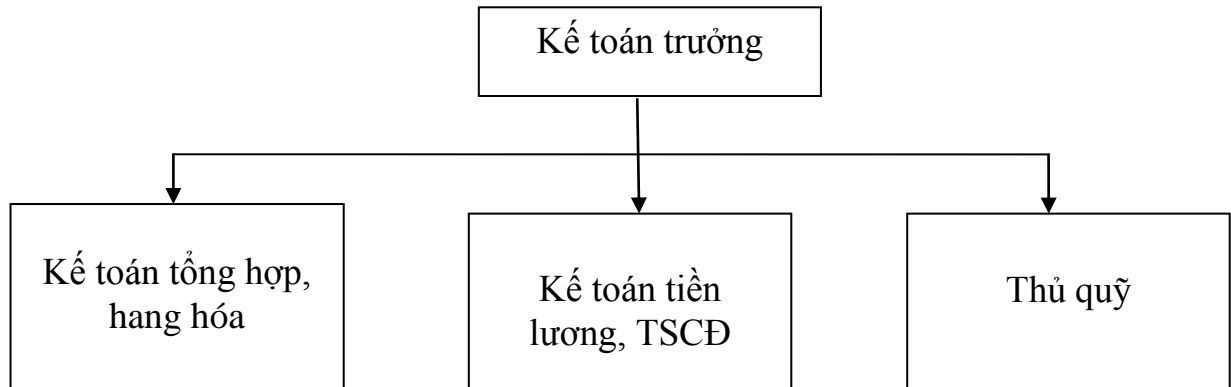 Kế toán trưởng
Kế toán tổng hợp,
hang hóa
Kế toán tiền
lương, TSCĐ
Thủ quỹ